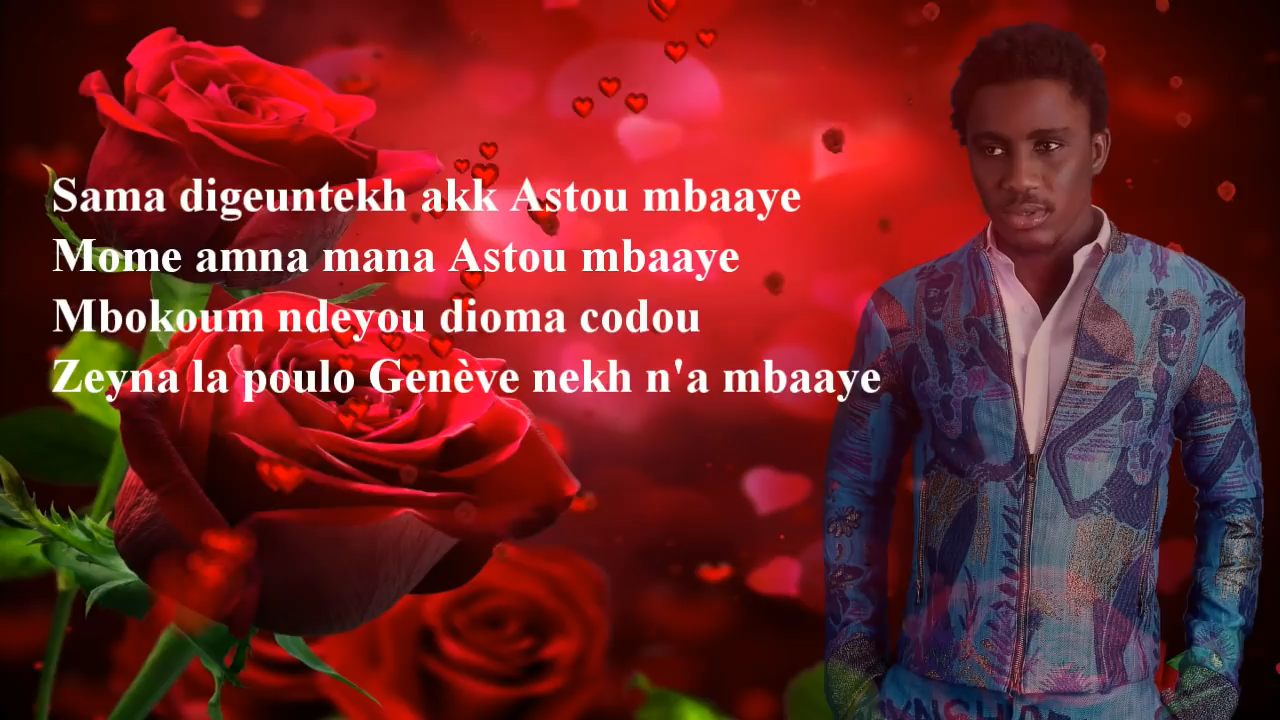 Sama digeuntekh akk Astou mbaaye
Mome amna mana Astou mbaaye
Mbokoum ndeyou dioma codou
Zeyna la poulo Genève nekh n'a mbaaye